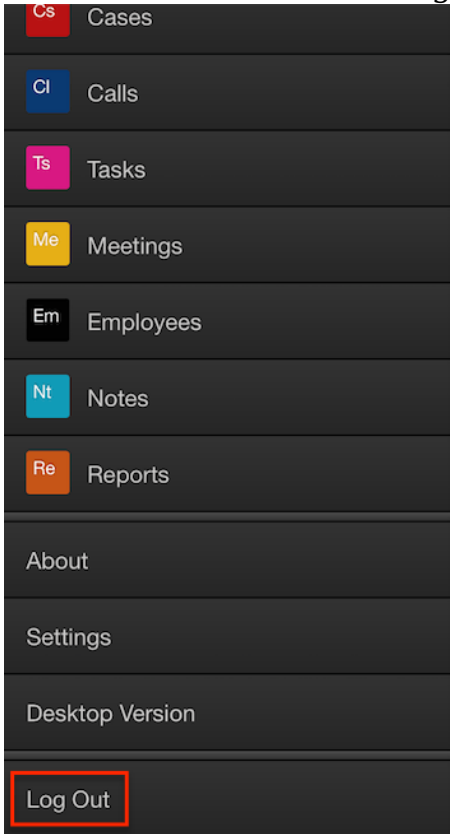 Cs Cases
Cl Calls
Ts Tasks
Me Meetings
Em Employees
Nt Notes
Re Reports
About
Settings
Desktop Version
Log Out